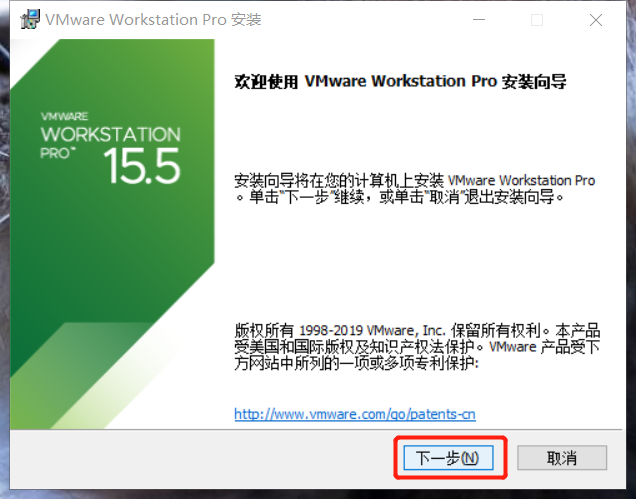 VMware Workstation Pro 安装
VMWARE
WORKSTATION
PRO™
15.5
欢迎使用 VMware Workstation Pro 安装向导
安装向导将在您的计算机上安装 VMware Workstation Pro
。单击“下一步”继续，或单击“取消”退出安装向导。
版权所有 1998-2019 VMware, Inc. 保留所有权利。本产品
受美国和国际版权及知识产权法保护。VMware 产品受下
方网站中所列的一项或多项专利保护:
http://www.vmware.com/go/patents-cn
下一步(N)
取消